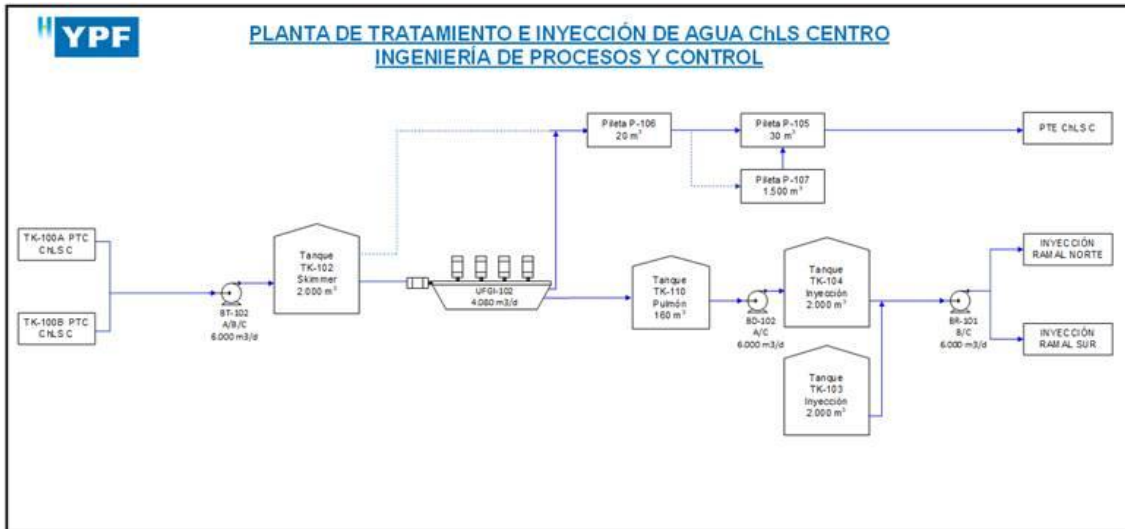 YPF
PLANTA DE TRATAMIENTO E INYECCIÓN DE AGUA ChLS CENTRO
INGENIERÍA DE PROCESOS Y CONTROL
Pileta P-106
20 m³
Pileta P-105
30 m³
PTE ChLSC
Pileta P-107
1.500 m³
TK-100A PTC
ChLSC
TK-100B PTC
ChLSC
BT-102
A/B/C
6.000 m3/d
Tanque
TK-102
Skimmer
2.000 m³
UFGI-102
4.080 m3/d
Tanque
TK-110
Pulmón
160 m³
BD-102
A/C
6.000 m3/d
Tanque
TK-104
Inyección
2.000 m³
Tanque
TK-103
Inyección
2.000 m³
BR-101
B/C
6.000 m3/d
INYECCIÓN
RAMAL NORTE
INYECCIÓN
RAMAL SUR